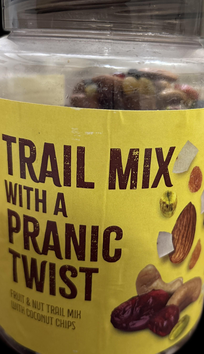 TRAIL MIX
WITH A
PRANIC
TWIST
FRUIT & NUT TRAIL MIX
WITH COCONUT CHIPS